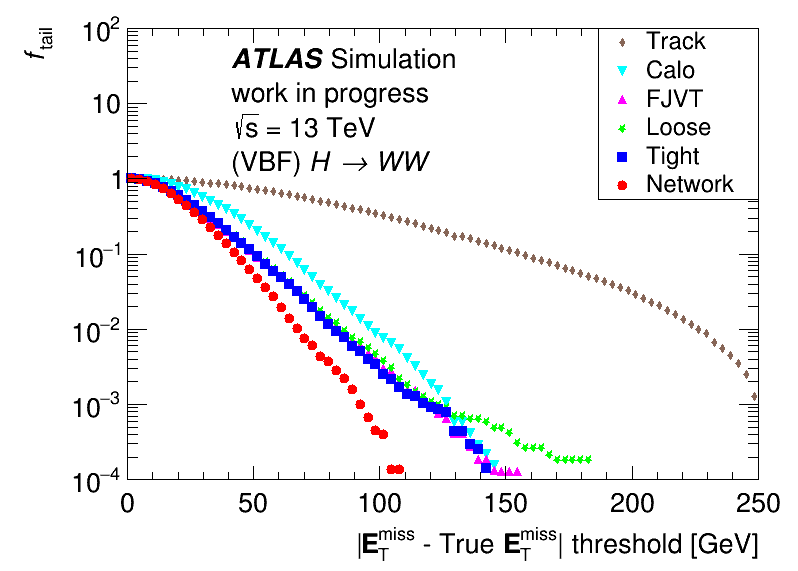 f_tail
10²
10
1
10⁻¹
10⁻²
10⁻³
10⁻⁴
ATLAS Simulation
work in progress
√s = 13 TeV
(VBF) H → WW
Track
Calo
FJVT
Loose
Tight
Network
0 50 100 150 200 250
|E_T^miss - True E_T^miss| threshold [GeV]